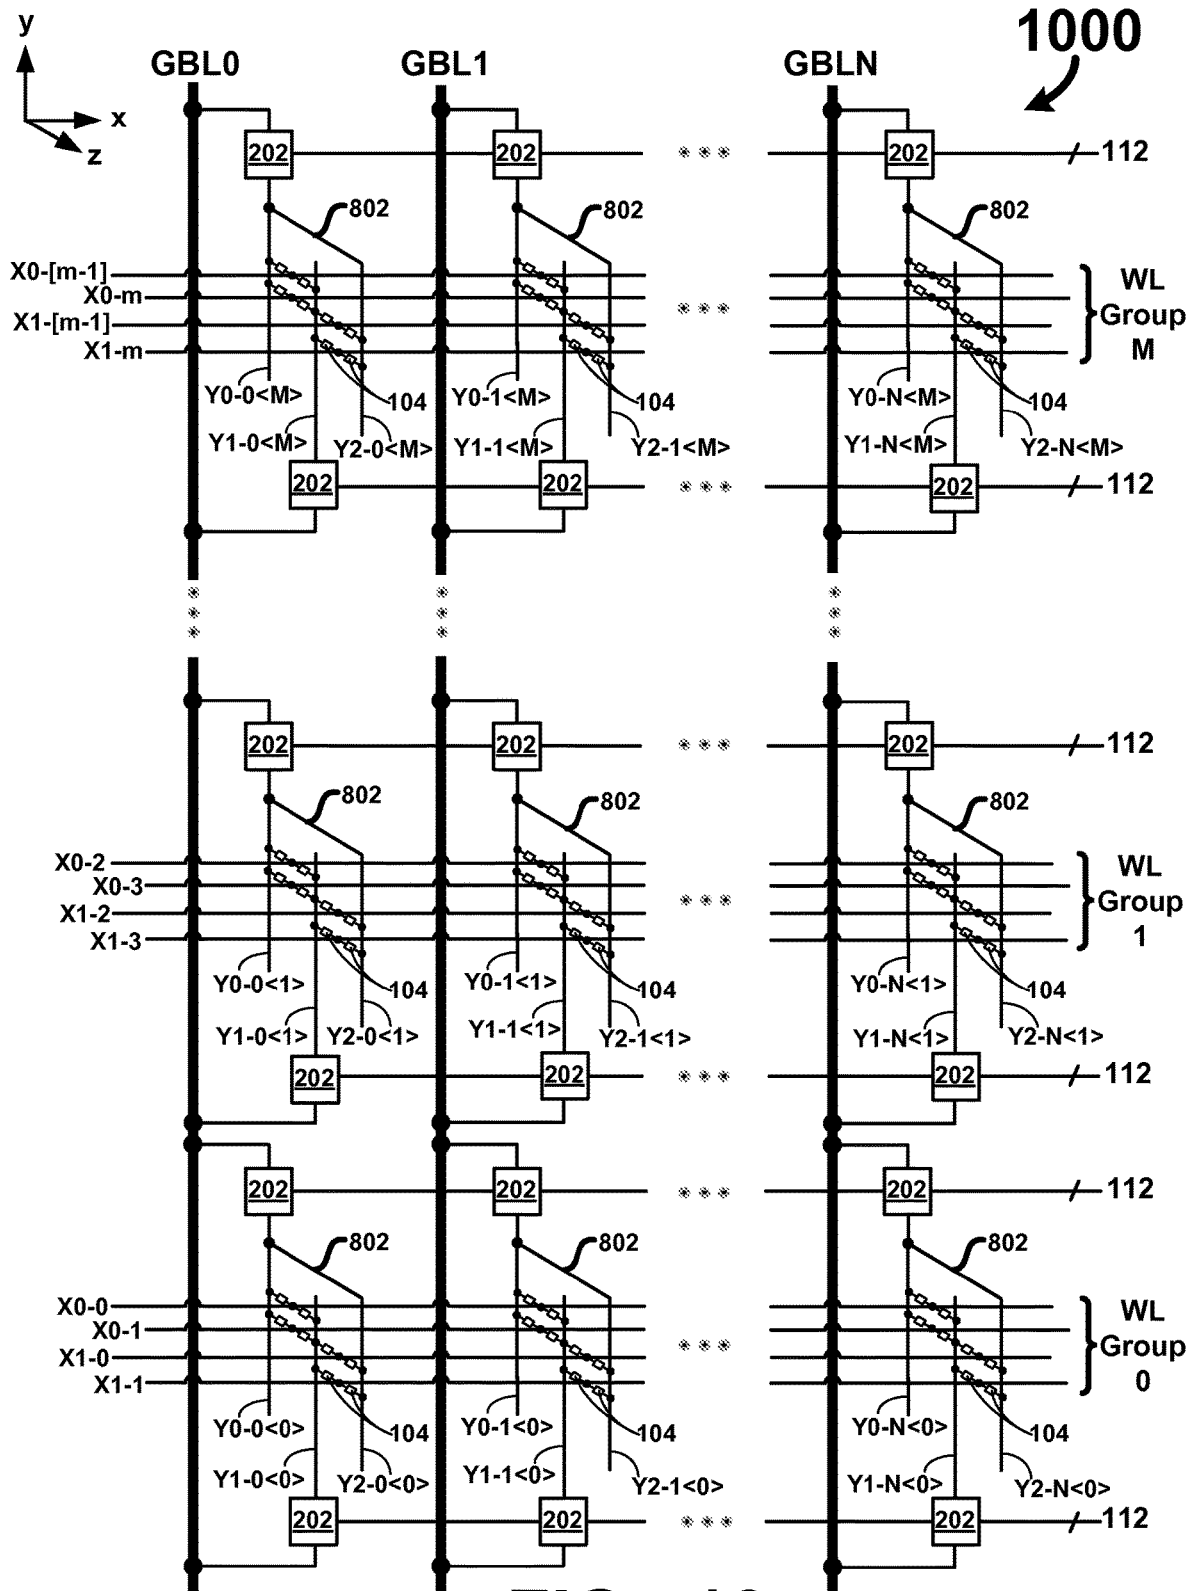 y
1000
GBL0 GBL1 GBLN
x
z
202 202 202 112
802 802 802
X0-[m-1]
X0-m
X1-[m-1]
X1-m
WL
Group
M
Y0-0<M> 104 Y0-1<M> 104 Y0-N<M> 104
Y1-0<M> Y2-0<M> Y1-1<M> Y2-1<M> Y1-N<M> Y2-N<M>
202 202 202 112
202 202 202 112
802 802 802
X0-2
X0-3
X1-2
X1-3
WL
Group
1
Y0-0<1> 104 Y0-1<1> 104 Y0-N<1> 104
Y1-0<1> Y2-0<1> Y1-1<1> Y2-1<1> Y1-N<1> Y2-N<1>
202 202 202 112
202 202 202 112
802 802 802
X0-0
X0-1
X1-0
X1-1
WL
Group
0
Y0-0<0> 104 Y0-1<0> 104 Y0-N<0> 104
Y1-0<0> Y2-0<0> Y1-1<0> Y2-1<0> Y1-N<0> Y2-N<0>
202 202 202 112